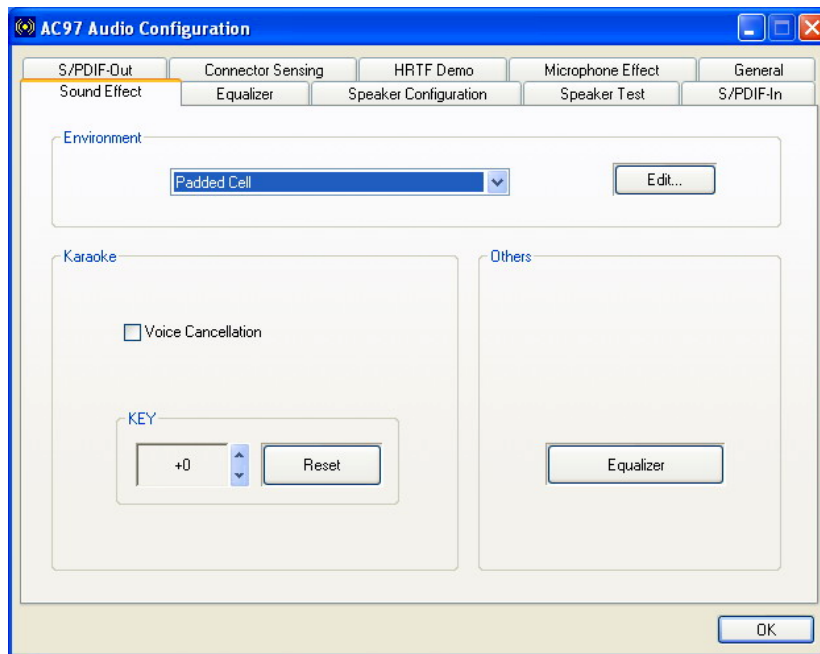 AC97 Audio Configuration
S/PDIF-Out Connector Sensing HRTF Demo Microphone Effect General
Sound Effect Equalizer Speaker Configuration Speaker Test S/PDIF-In
Environment
Padded Cell Edit...
Karaoke Others
Voice Cancellation
KEY
+0 Reset Equalizer
OK